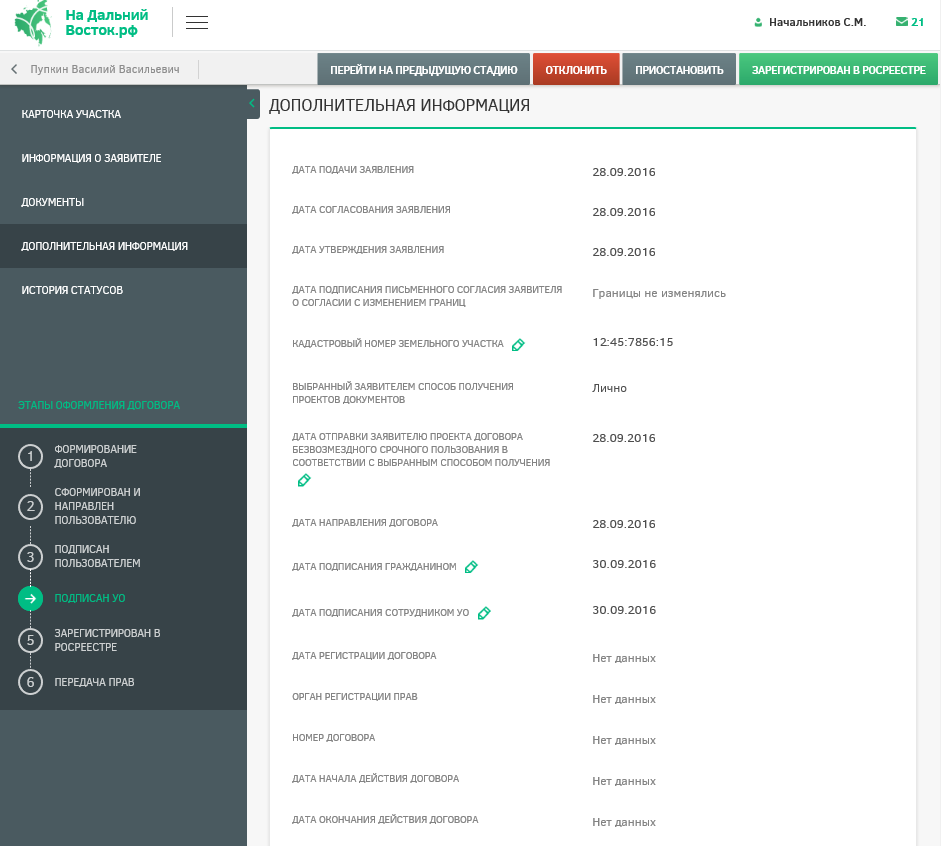 На Дальний
Восток.рф
Начальников С.М.
21
Пупкин Василий Васильевич
ПЕРЕЙТИ НА ПРЕДЫДУЩУЮ СТАДИЮ
ОТКЛОНИТЬ
ПРИОСТАНОВИТЬ
ЗАРЕГИСТРИРОВАН В РОСРЕЕСТРЕ
КАРТОЧКА УЧАСТКА
ИНФОРМАЦИЯ О ЗАЯВИТЕЛЕ
ДОКУМЕНТЫ
ДОПОЛНИТЕЛЬНАЯ ИНФОРМАЦИЯ
ИСТОРИЯ СТАТУСОВ
ЭТАПЫ ОФОРМЛЕНИЯ ДОГОВОРА
1 ФОРМИРОВАНИЕ
ДОГОВОРА
2 СФОРМИРОВАН И
НАПРАВЛЕН
ПОЛЬЗОВАТЕЛЮ
3 ПОДПИСАН
ПОЛЬЗОВАТЕЛЕМ
ПОДПИСАН УО
5 ЗАРЕГИСТРИРОВАН В
РОСРЕЕСТРЕ
6 ПЕРЕДАЧА ПРАВ
ДОПОЛНИТЕЛЬНАЯ ИНФОРМАЦИЯ
ДАТА ПОДАЧИ ЗАЯВЛЕНИЯ 28.09.2016
ДАТА СОГЛАСОВАНИЯ ЗАЯВЛЕНИЯ 28.09.2016
ДАТА УТВЕРЖДЕНИЯ ЗАЯВЛЕНИЯ 28.09.2016
ДАТА ПОДПИСАНИЯ ПИСЬМЕННОГО СОГЛАСИЯ ЗАЯВИТЕЛЯ
О СОГЛАСИИ С ИЗМЕНЕНИЕМ ГРАНИЦ
Границы не изменялись
КАДАСТРОВЫЙ НОМЕР ЗЕМЕЛЬНОГО УЧАСТКА 12:45:7856:15
ВЫБРАННЫЙ ЗАЯВИТЕЛЕМ СПОСОБ ПОЛУЧЕНИЯ
ПРОЕКТОВ ДОКУМЕНТОВ
Лично
ДАТА ОТПРАВКИ ЗАЯВИТЕЛЮ ПРОЕКТА ДОГОВОРА
БЕЗВОЗМЕЗДНОГО СРОЧНОГО ПОЛЬЗОВАНИЯ В
СООТВЕТСТВИИ С ВЫБРАННЫМ СПОСОБОМ ПОЛУЧЕНИЯ
28.09.2016
ДАТА НАПРАВЛЕНИЯ ДОГОВОРА 28.09.2016
ДАТА ПОДПИСАНИЯ ГРАЖДАНИНОМ 30.09.2016
ДАТА ПОДПИСАНИЯ СОТРУДНИКОМ УО 30.09.2016
ДАТА РЕГИСТРАЦИИ ДОГОВОРА Нет данных
ОРГАН РЕГИСТРАЦИИ ПРАВ Нет данных
НОМЕР ДОГОВОРА Нет данных
ДАТА НАЧАЛА ДЕЙСТВИЯ ДОГОВОРА Нет данных
ДАТА ОКОНЧАНИЯ ДЕЙСТВИЯ ДОГОВОРА Нет данных